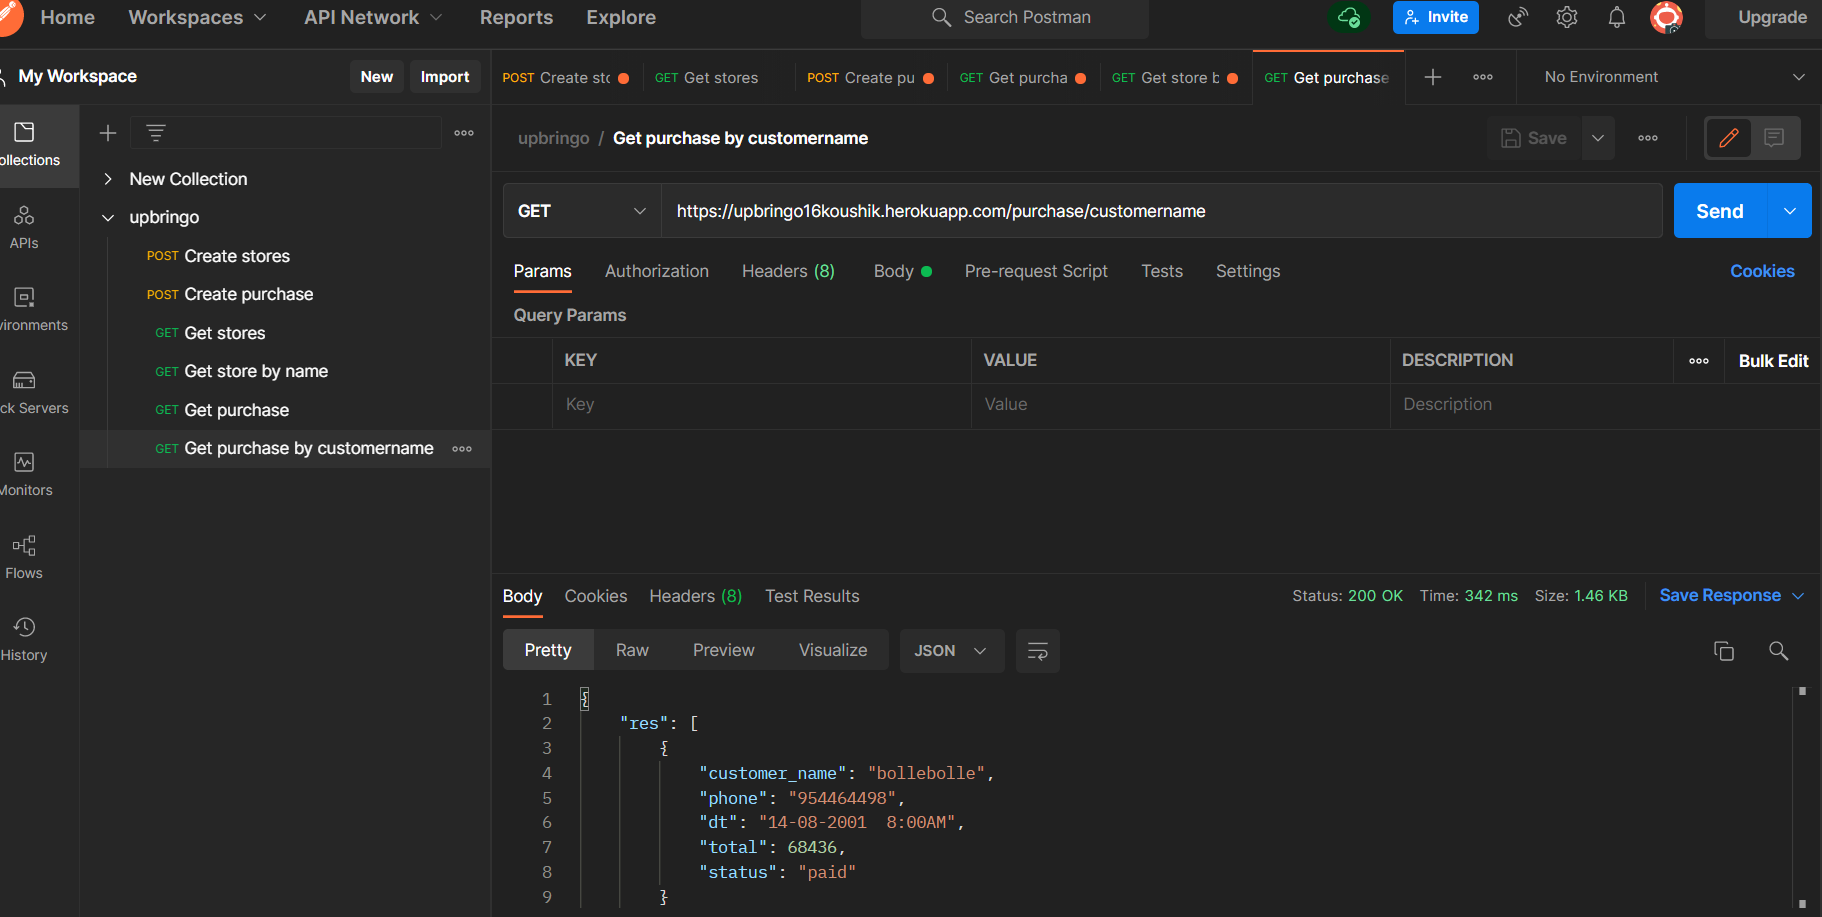 Home Workspaces API Network Reports Explore Search Postman Invite Upgrade
My Workspace New Import
POST Create sto GET Get stores POST Create pu GET Get purcha GET Get store b GET Get purchase No Environment
ollections
APIs
vironments
ck Servers
Monitors
Flows
History
New Collection
upbringo
POST Create stores
POST Create purchase
GET Get stores
GET Get store by name
GET Get purchase
GET Get purchase by customername
upbringo / Get purchase by customername Save
GET https://upbringo16koushik.herokuapp.com/purchase/customername Send
Params Authorization Headers (8) Body Pre-request Script Tests Settings Cookies
Query Params
KEY VALUE DESCRIPTION Bulk Edit
Key Value Description
Body Cookies Headers (8) Test Results Status: 200 OK Time: 342 ms Size: 1.46 KB Save Response
Pretty Raw Preview Visualize JSON
1 {
2 "res": [
3 {
4 "customer_name": "bollebolle",
5 "phone": "954464498",
6 "dt": "14-08-2001  8:00AM",
7 "total": 68436,
8 "status": "paid"
9 }